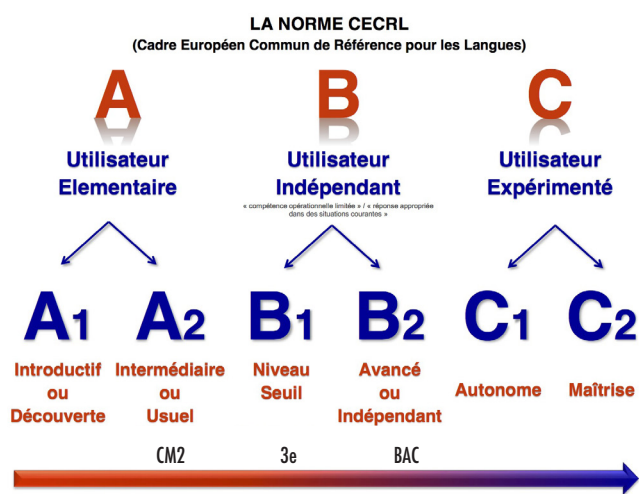 LA NORME CECRL
(Cadre Européen Commun de Référence pour les Langues)
A
B
C
Utilisateur
Elementaire
Utilisateur
Indépendant
« compétence opérationnelle limitée » / « réponse appropriée
dans des situations courantes »
Utilisateur
Expérimenté
A1
A2
B1
B2
C1
C2
Introductif
ou
Découverte
Intermédiaire
ou
Usuel
Niveau
Seuil
Avancé
ou
Indépendant
Autonome
Maîtrise
CM2
3e
BAC